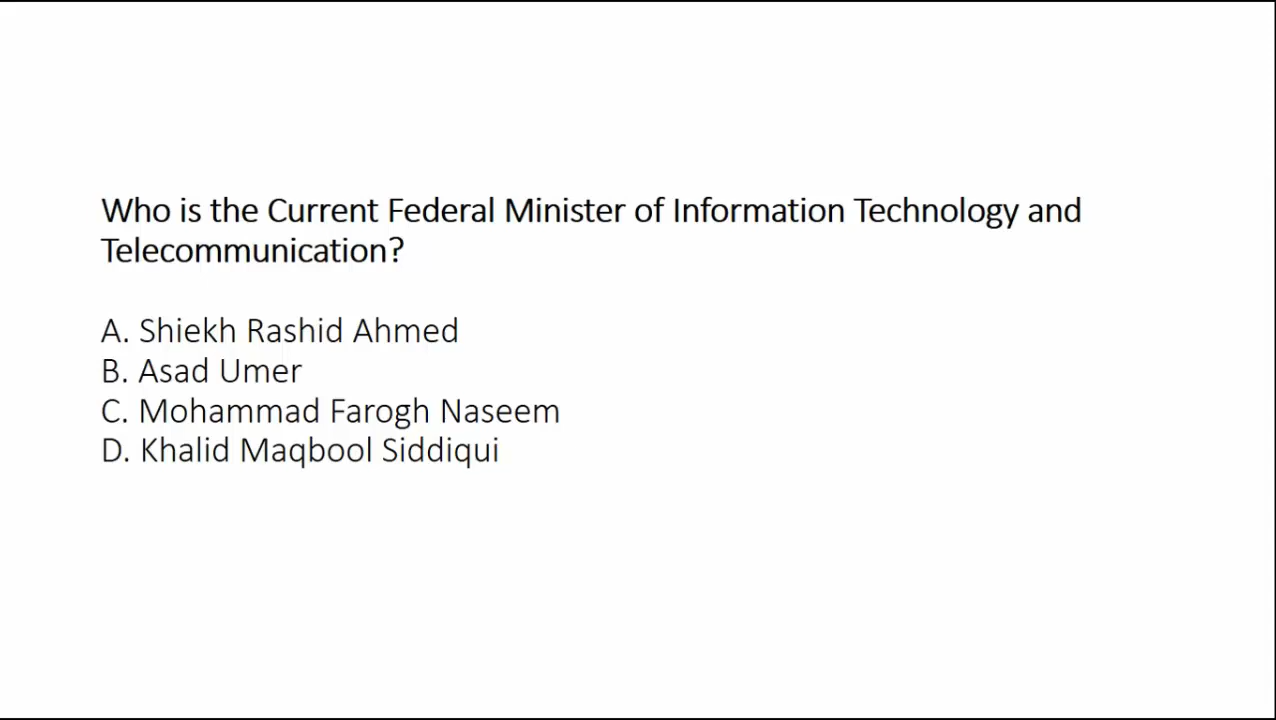 Who is the Current Federal Minister of Information Technology and
Telecommunication?
A. Shiekh Rashid Ahmed
B. Asad Umer
C. Mohammad Farogh Naseem
D. Khalid Maqbool Siddiqui